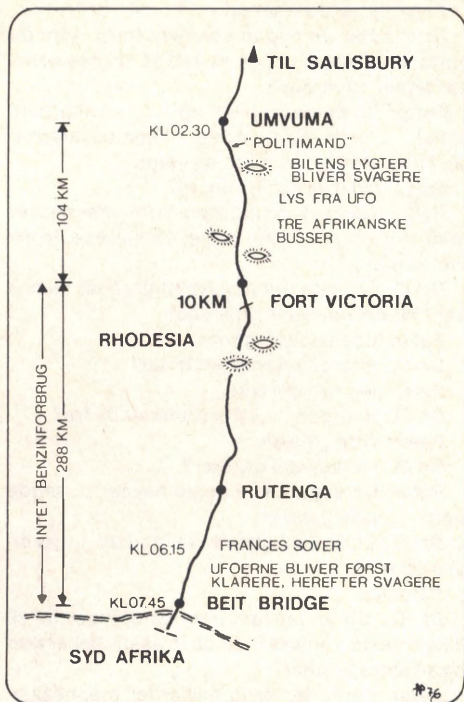 TIL SALISBURY
UMVUMA
KL 02.30
"POLITIMAND"
BILENS LYGTER
BLIVER SVAGERE
LYS FRA UFO
TRE AFRIKANSKE
BUSSER
104 KM
10 KM
FORT VICTORIA
RHODESIA
INTET BENZINFORBRUG
288 KM
RUTENGA
KL 06.15
FRANCES SOVER
UFOERNE BLIVER FØRST
KLARERE, HEREFTER SVAGERE
KL 07.45
BEIT BRIDGE
SYD AFRIKA